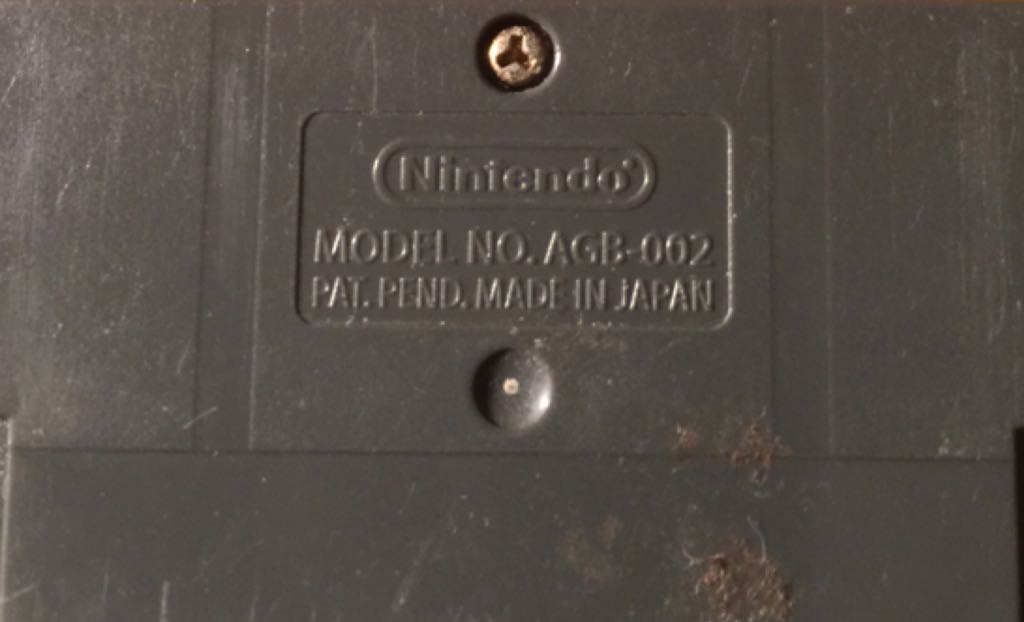 Nintendo®
MODEL NO. AGB-002
PAT. PEND. MADE IN JAPAN